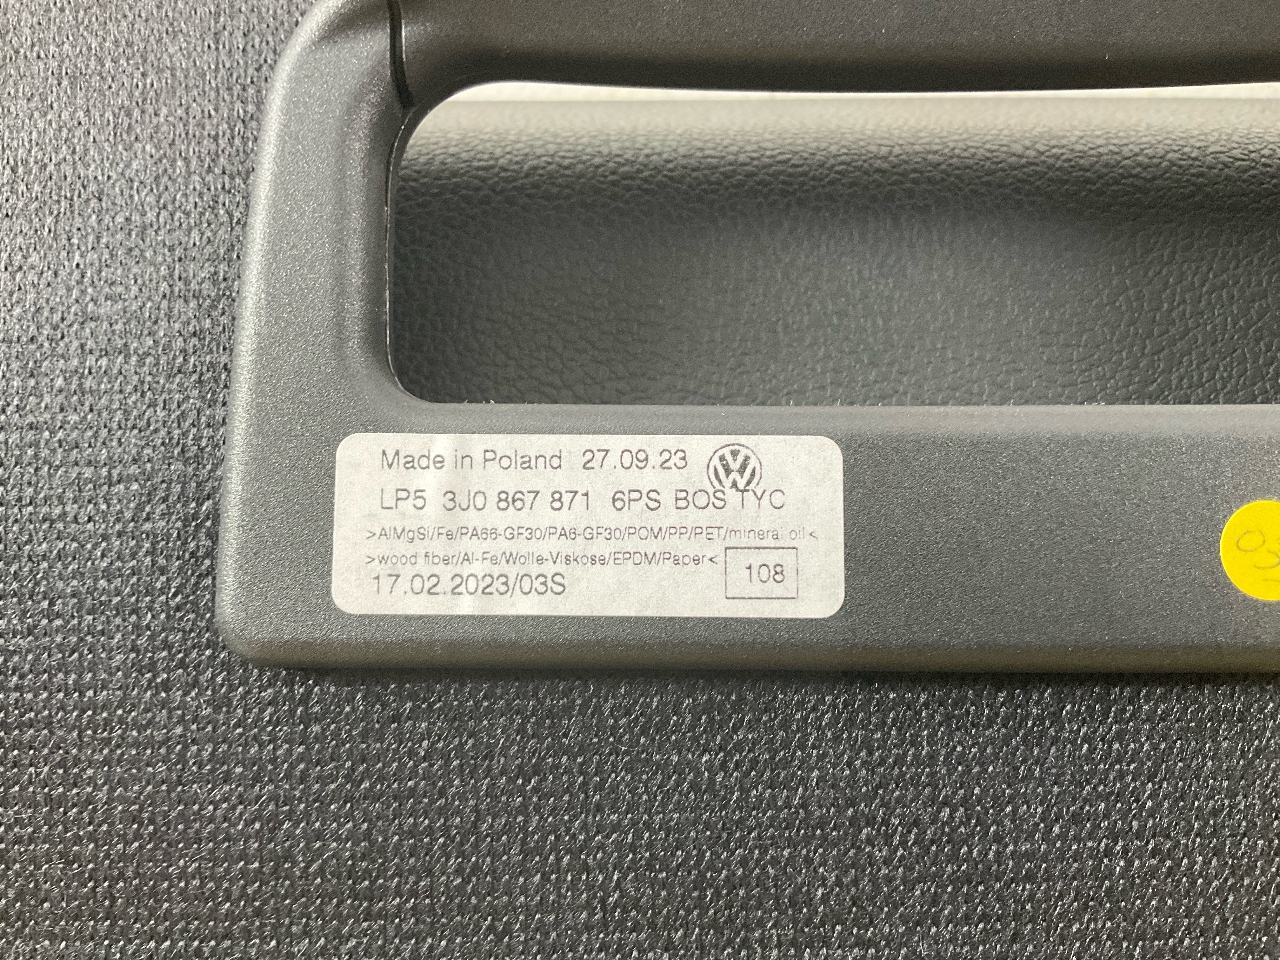 Made in Poland 27.09.23
LP5 3J0 867 871 6PS BOS TYC
>AlMgSi/Fe/PA66-GF30/PA6-GF30/POM/PP/PET/mineral oil<
>wood fiber/Al-Fe/Wolle-Viskose/EPDM/Paper<
108
17.02.2023/03S